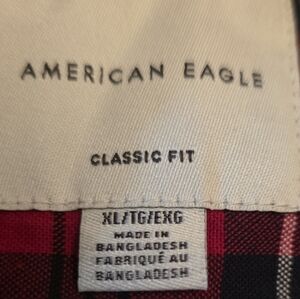 AMERICAN EAGLE
CLASSIC FIT
XL/TG/EXG
MADE IN
BANGLADESH
FABRIQUÉ AU
BANGLADESH